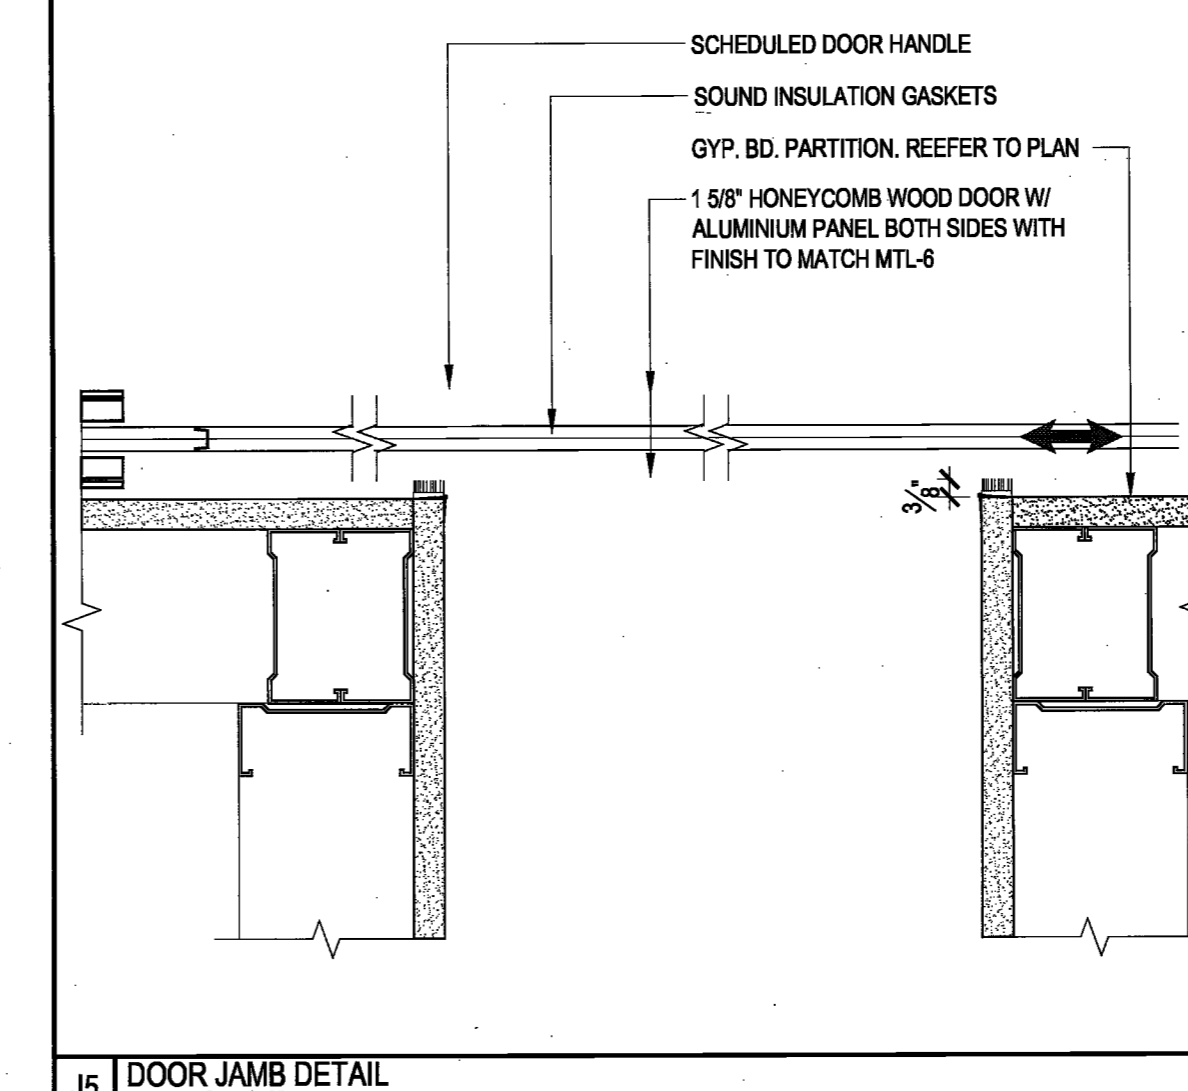 SCHEDULED DOOR HANDLE
SOUND INSULATION GASKETS
GYP. BD. PARTITION. REEFER TO PLAN
1 5/8" HONEYCOMB WOOD DOOR W/
ALUMINIUM PANEL BOTH SIDES WITH
FINISH TO MATCH MTL-6
3/8"
DOOR JAMB DETAIL